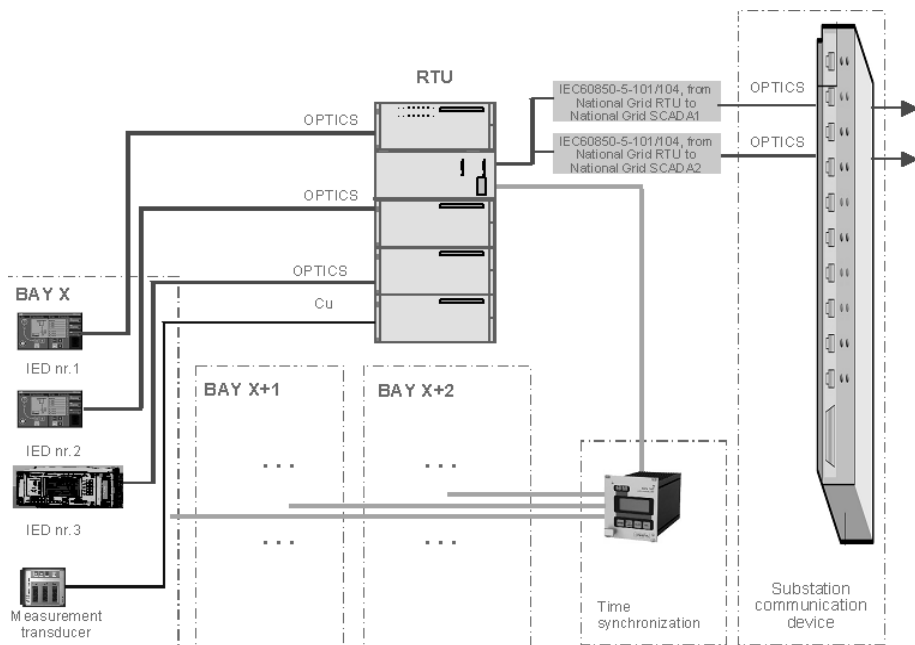 RTU
IEC60850-5-101/104, from
National Grid RTU to
National Grid SCADA1
OPTICS
OPTICS
IEC60850-5-101/104, from
National Grid RTU to
National Grid SCADA2
OPTICS
OPTICS
OPTICS
BAY X
Cu
IED nr.1
BAY X+1
BAY X+2
IED nr.2
...
...
IED nr.3
...
...
Measurement
transducer
Time
synchronization
Substation
communication
device